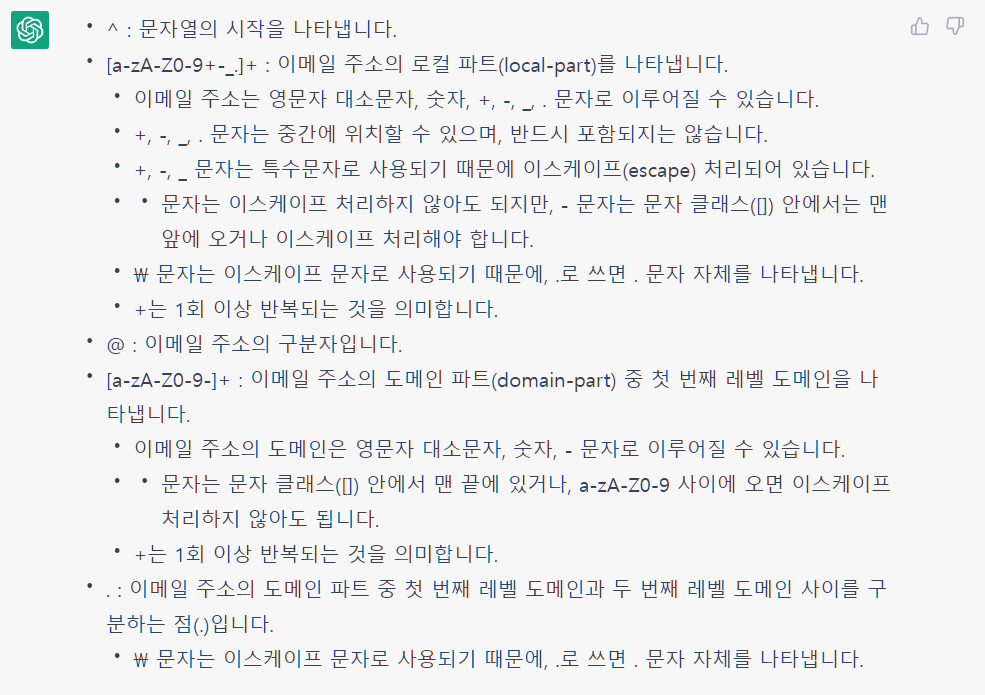 • ^ : 문자열의 시작을 나타냅니다.
• [a-zA-Z0-9+-_.]+ : 이메일 주소의 로컬 파트(local-part)를 나타냅니다.
• 이메일 주소는 영문자 대소문자, 숫자, +, -, _, . 문자로 이루어질 수 있습니다.
• +, -, _, . 문자는 중간에 위치할 수 있으며, 반드시 포함되지는 않습니다.
• +, -, _ 문자는 특수문자로 사용되기 때문에 이스케이프(escape) 처리되어 있습니다.
• • 문자는 이스케이프 처리하지 않아도 되지만, - 문자는 문자 클래스([]) 안에서는 맨
앞에 오거나 이스케이프 처리해야 합니다.
• ₩ 문자는 이스케이프 문자로 사용되기 때문에, .로 쓰면 . 문자 자체를 나타냅니다.
• +는 1회 이상 반복되는 것을 의미합니다.
• @ : 이메일 주소의 구분자입니다.
• [a-zA-Z0-9-]+ : 이메일 주소의 도메인 파트(domain-part) 중 첫 번째 레벨 도메인을 나
타냅니다.
• 이메일 주소의 도메인은 영문자 대소문자, 숫자, - 문자로 이루어질 수 있습니다.
• • 문자는 문자 클래스([]) 안에서 맨 끝에 있거나, a-zA-Z0-9 사이에 오면 이스케이프
처리하지 않아도 됩니다.
• +는 1회 이상 반복되는 것을 의미합니다.
• . : 이메일 주소의 도메인 파트 중 첫 번째 레벨 도메인과 두 번째 레벨 도메인 사이를 구
분하는 점(.)입니다.
• ₩ 문자는 이스케이프 문자로 사용되기 때문에, .로 쓰면 . 문자 자체를 나타냅니다.